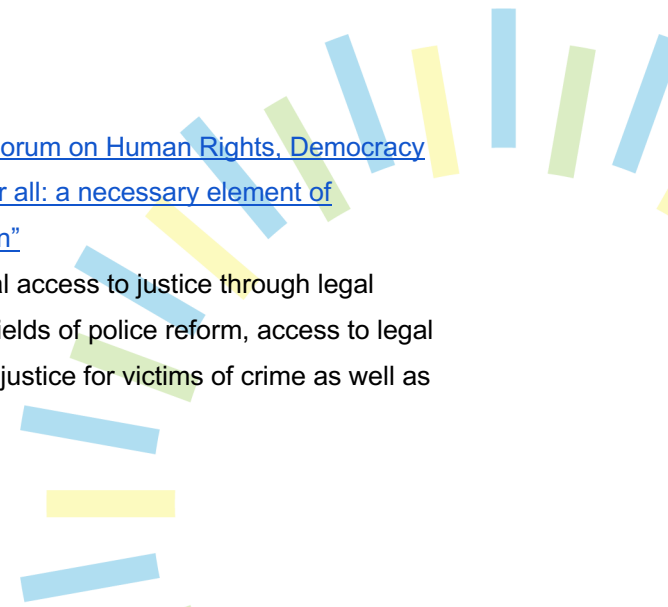 orum on Human Rights, Democracy
r all: a necessary element of
n”
al access to justice through legal
ields of police reform, access to legal
justice for victims of crime as well as